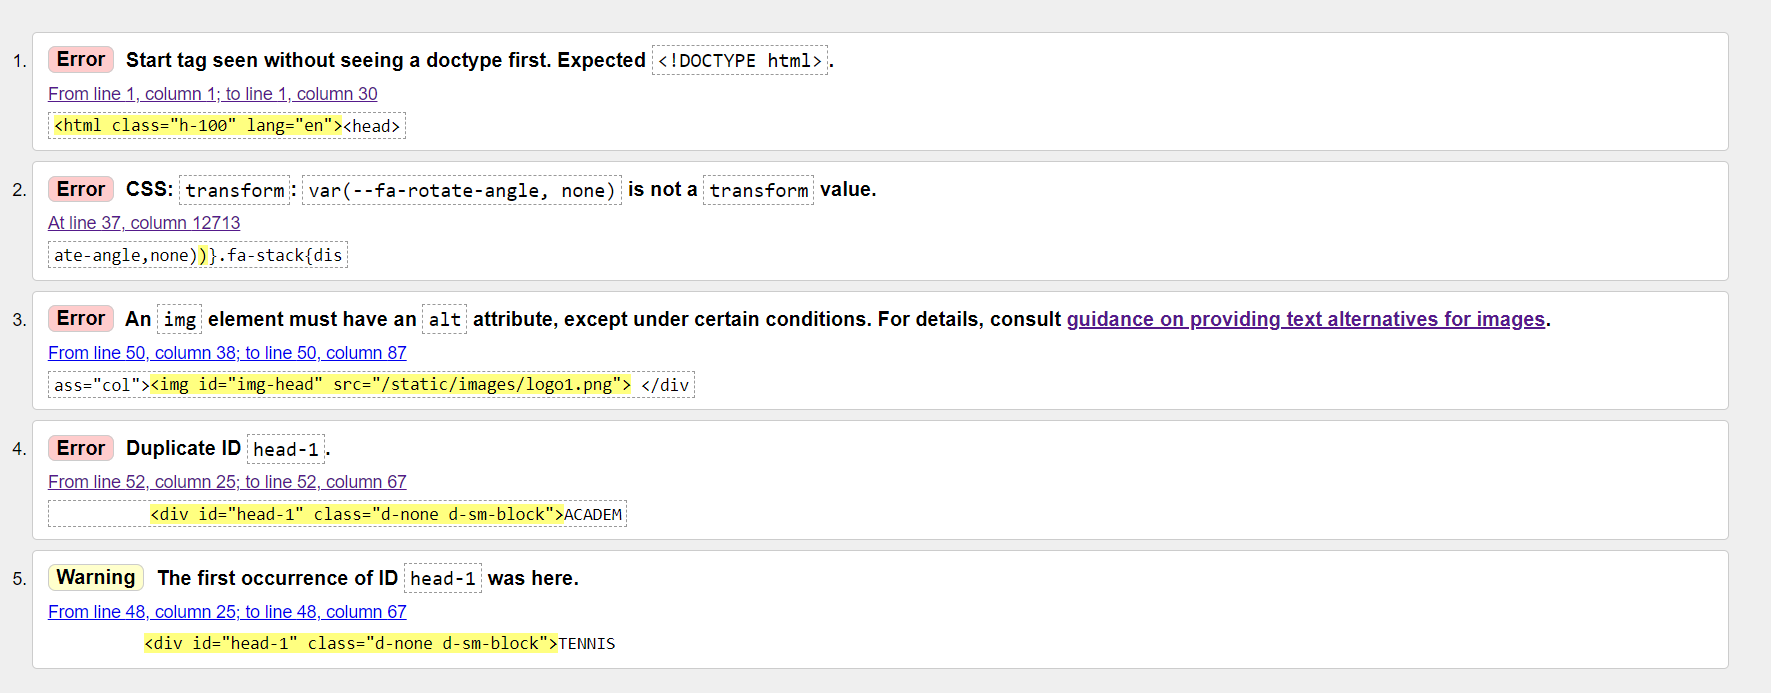 1. Error Start tag seen without seeing a doctype first. Expected <!DOCTYPE html>.
From line 1, column 1; to line 1, column 30
<html class="h-100" lang="en"><head>
2. Error CSS: transform: var(--fa-rotate-angle, none) is not a transform value.
At line 37, column 12713
ate-angle,none))}.fa-stack{dis
3. Error An img element must have an alt attribute, except under certain conditions. For details, consult guidance on providing text alternatives for images.
From line 50, column 38; to line 50, column 87
ass="col"><img id="img-head" src="/static/images/logo1.png"> </div
4. Error Duplicate ID head-1.
From line 52, column 25; to line 52, column 67
<div id="head-1" class="d-none d-sm-block">ACADEM
5. Warning The first occurrence of ID head-1 was here.
From line 48, column 25; to line 48, column 67
<div id="head-1" class="d-none d-sm-block">TENNIS